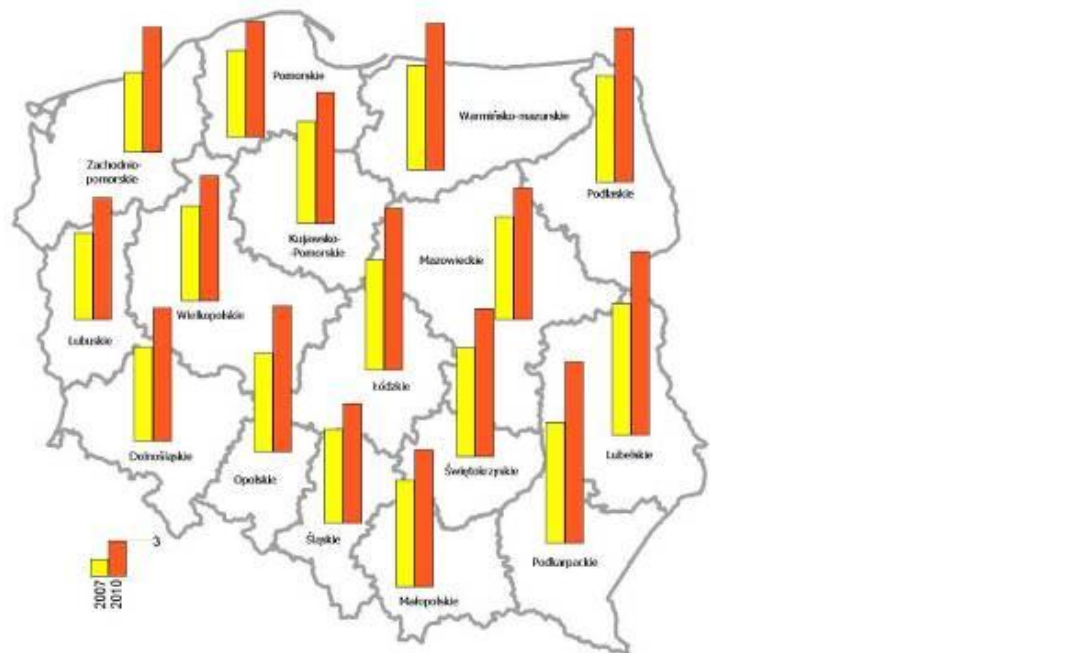 Pomorskie
Warmińsko-mazurskie
Zachodnio-
pomorskie
Podlaskie
Kujawsko-
-Pomorskie
Mazowieckie
Wielkopolskie
Lubuskie
Łódzkie
Dolnośląskie
Opolskie
Świętokrzyskie
Lubelskie
Śląskie
Podkarpackie
Małopolskie
3
2007
2010